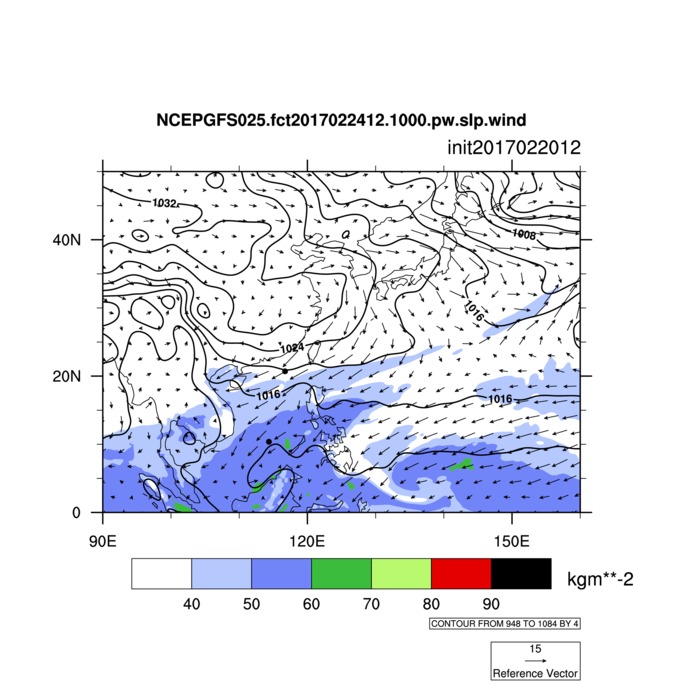 NCEPGFS025.fct2017022412.1000.pw.slp.wind
init2017022012
1032
1008
40N
1016
1024
20N
1016
1016
0
90E 120E 150E
kgm**-2
40 50 60 70 80 90
CONTOUR FROM 948 TO 1084 BY 4
15
Reference Vector